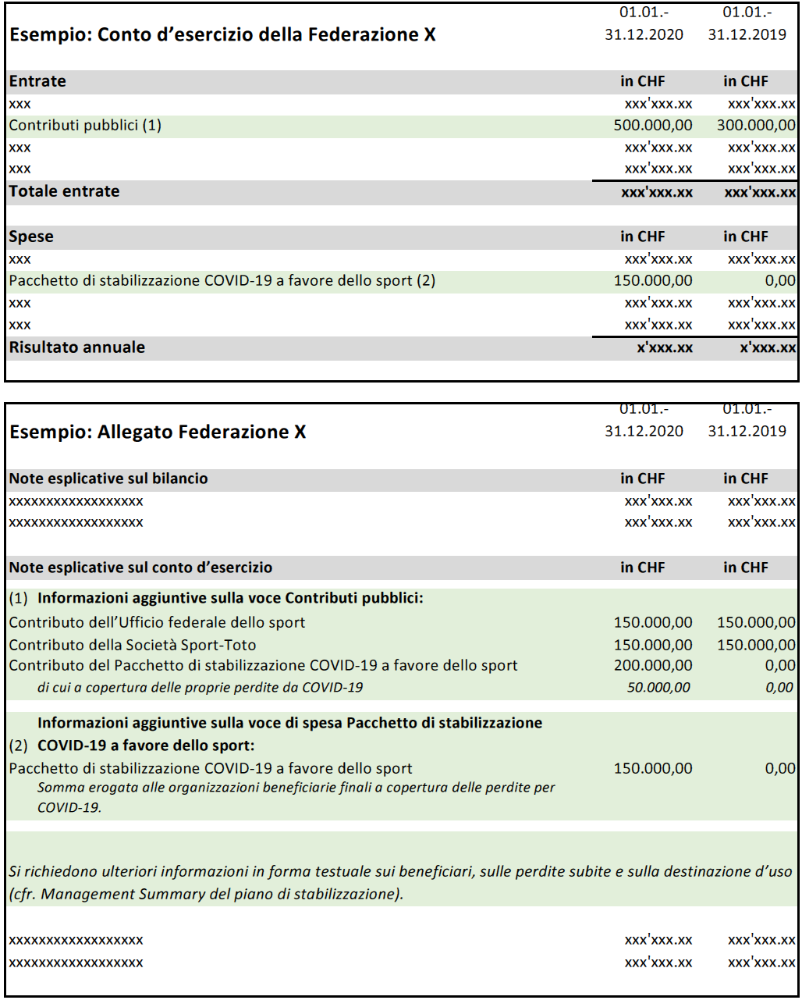 01.01.- 01.01.-
Esempio: Conto d’esercizio della Federazione X 31.12.2020 31.12.2019
Entrate in CHF in CHF
xxx xxx'xxx.xx xxx'xxx.xx
Contributi pubblici (1) 500.000,00 300.000,00
xxx xxx'xxx.xx xxx'xxx.xx
xxx xxx'xxx.xx xxx'xxx.xx
Totale entrate xxx'xxx.xx xxx'xxx.xx
Spese in CHF in CHF
xxx xxx'xxx.xx xxx'xxx.xx
Pacchetto di stabilizzazione COVID-19 a favore dello sport (2) 150.000,00 0,00
xxx xxx'xxx.xx xxx'xxx.xx
xxx xxx'xxx.xx xxx'xxx.xx
Risultato annuale x'xxx.xx x'xxx.xx
01.01.- 01.01.-
Esempio: Allegato Federazione X 31.12.2020 31.12.2019
Note esplicative sul bilancio in CHF in CHF
xxxxxxxxxxxxxxxxxx xxx'xxx.xx xxx'xxx.xx
xxxxxxxxxxxxxxxxxx xxx'xxx.xx xxx'xxx.xx
Note esplicative sul conto d’esercizio in CHF in CHF
(1) Informazioni aggiuntive sulla voce Contributi pubblici:
Contributo dell’Ufficio federale dello sport 150.000,00 150.000,00
Contributo della Società Sport-Toto 150.000,00 150.000,00
Contributo del Pacchetto di stabilizzazione COVID-19 a favore dello sport 200.000,00 0,00
di cui a copertura delle proprie perdite da COVID-19 50.000,00 0,00
Informazioni aggiuntive sulla voce di spesa Pacchetto di stabilizzazione
(2) COVID-19 a favore dello sport:
Pacchetto di stabilizzazione COVID-19 a favore dello sport 150.000,00 0,00
Somma erogata alle organizzazioni beneficiarie finali a copertura delle perdite per
COVID-19.
Si richiedono ulteriori informazioni in forma testuale sui beneficiari, sulle perdite subite e sulla destinazione d’uso
(cfr. Management Summary del piano di stabilizzazione).
xxxxxxxxxxxxxxxxxx xxx'xxx.xx xxx'xxx.xx
xxxxxxxxxxxxxxxxxx xxx'xxx.xx xxx'xxx.xx